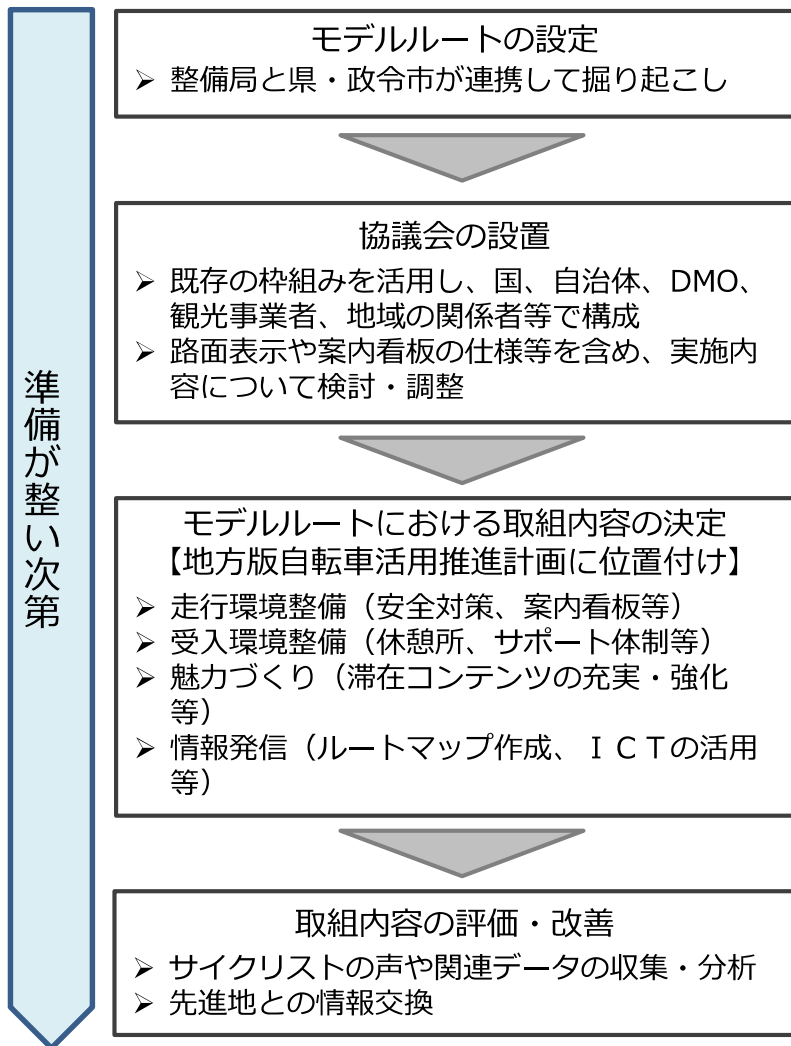 準備が整い次第
モデルルートの設定
➢ 整備局と県・政令市が連携して掘り起こし
協議会の設置
➢ 既存の枠組みを活用し、国、自治体、DMO、
観光事業者、地域の関係者等で構成
➢ 路面表示や案内看板の仕様等を含め、実施内
容について検討・調整
モデルルートにおける取組内容の決定
【地方版自転車活用推進計画に位置付け】
➢ 走行環境整備（安全対策、案内看板等）
➢ 受入環境整備（休憩所、サポート体制等）
➢ 魅力づくり（滞在コンテンツの充実・強化
等）
➢ 情報発信（ルートマップ作成、ＩＣＴの活用
等）
取組内容の評価・改善
➢ サイクリストの声や関連データの収集・分析
➢ 先進地との情報交換